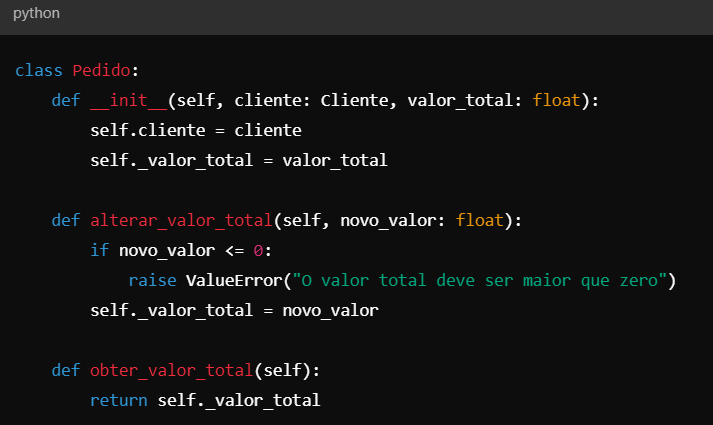 python
class Pedido:
    def __init__(self, cliente: Cliente, valor_total: float):
        self.cliente = cliente
        self._valor_total = valor_total

    def alterar_valor_total(self, novo_valor: float):
        if novo_valor <= 0:
            raise ValueError("O valor total deve ser maior que zero")
        self._valor_total = novo_valor

    def obter_valor_total(self):
        return self._valor_total